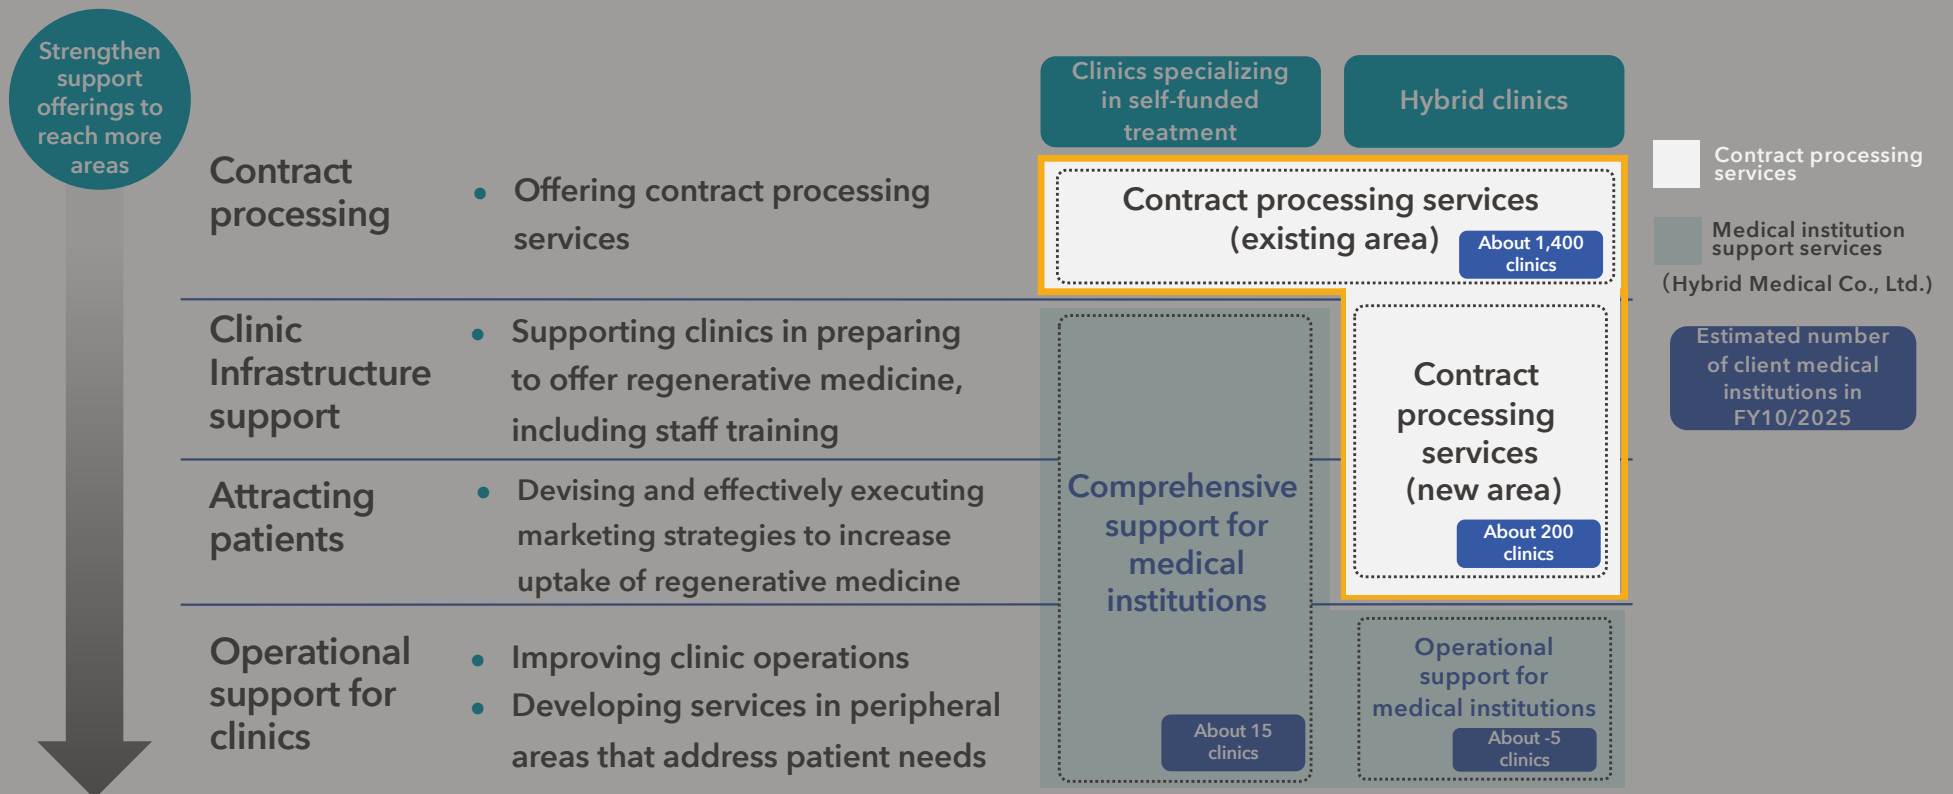 Strengthen
support
offerings to
reach more
areas
Clinics specializing
in self-funded
treatment
Hybrid clinics
Contract
processing
• Offering contract processing
services
Contract processing services
(existing area)
About 1,400
clinics
Contract processing
services
Medical institution
support services
(Hybrid Medical Co., Ltd.)
Estimated number
of client medical
institutions in
FY10/2025
Clinic
Infrastructure
support
• Supporting clinics in preparing
to offer regenerative medicine,
including staff training
Contract
processing
services
(new area)
About 200
clinics
Attracting
patients
• Devising and effectively executing
marketing strategies to increase
uptake of regenerative medicine
Comprehensive
support for
medical
institutions
About 15
clinics
Operational
support for
clinics
• Improving clinic operations
• Developing services in peripheral
areas that address patient needs
Operational
support for
medical institutions
About -5
clinics